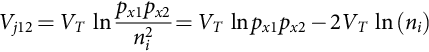 $V_{j12} = V_T \ln \frac{p_{x1} p_{x2}}{n_i^2} = V_T \ln p_{x1} p_{x2} - 2V_T \ln (n_i)$